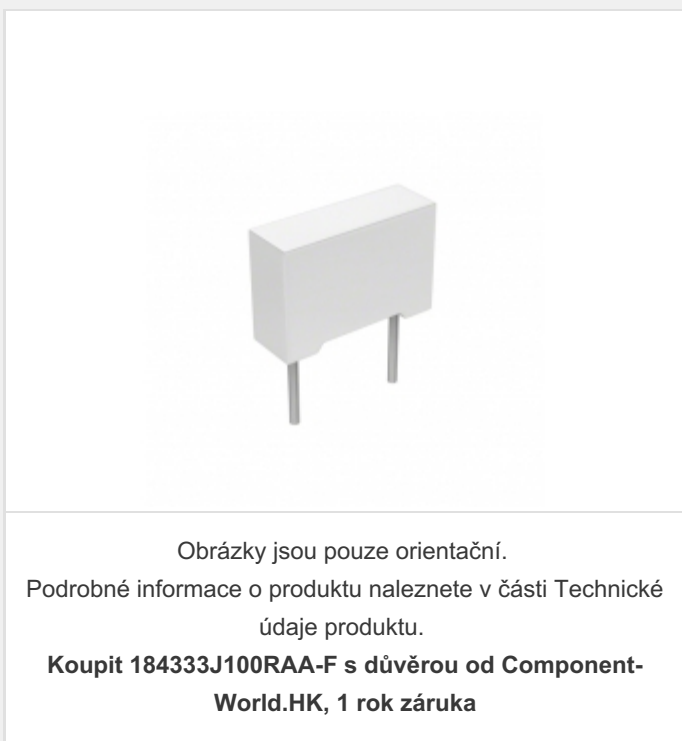 Obrázky jsou pouze orientační.
Podrobné informace o produktu naleznete v části Technické
údaje produktu.
Koupit 184333J100RAA-F s důvěrou od Component-
World.HK, 1 rok záruka